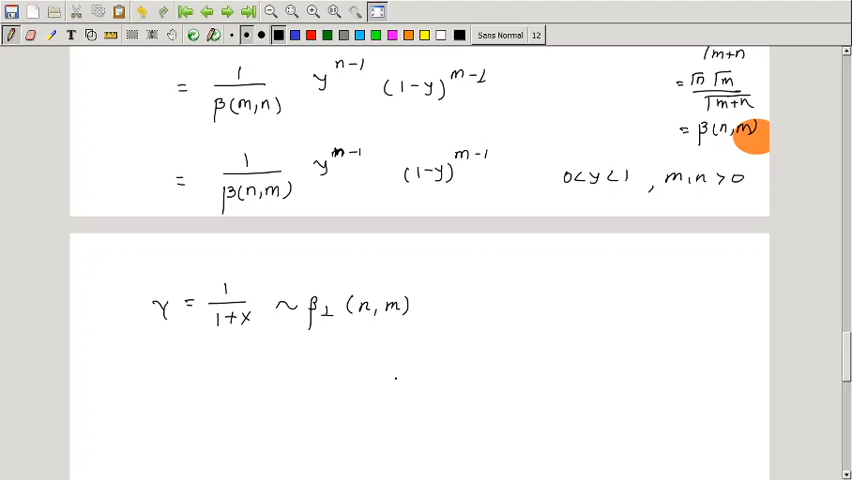 Sans Normal 12
Γm+n
= 1/β(m,n) y^{n-1} (1-y)^{m-1}
= Γn Γm / Γm+n
= β(n,m)
= 1/β(n,m) y^{n-1} (1-y)^{m-1} 0<y<1 , m, n > 0
Y = 1/(1+X) ~ β₁ (n, m)